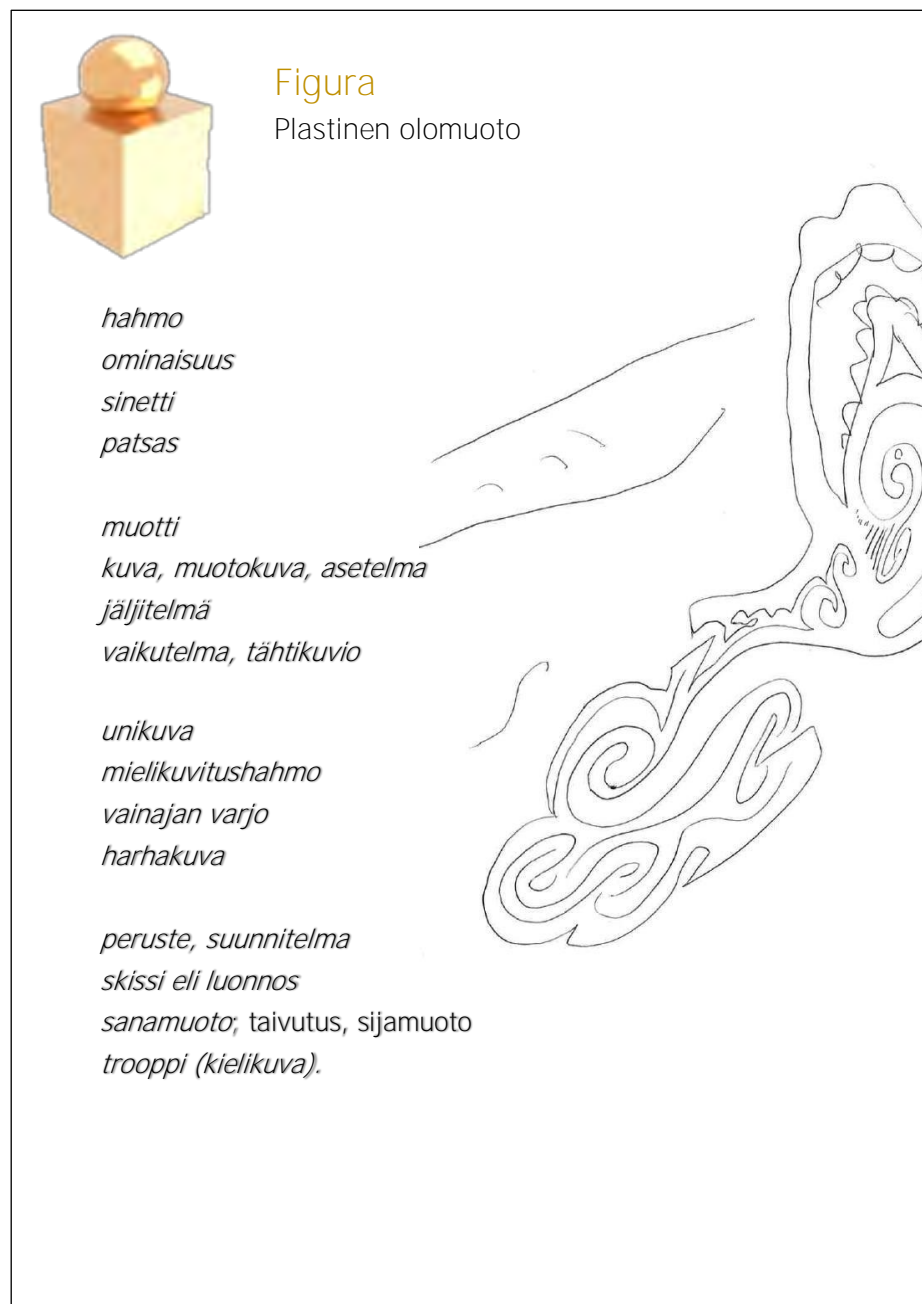 Figura
Plastinen olomuoto
hahmo
ominaisuus
sinetti
patsas
muotti
kuva, muotokuva, asetelma
jäljitelmä
vaikutelma, tähtikuvio
unikuva
mielikuvitushahmo
vainajan varjo
harhakuva
peruste, suunnitelma
skissi eli luonnos
sanamuoto; taivutus, sijamuoto
trooppi (kielikuva).